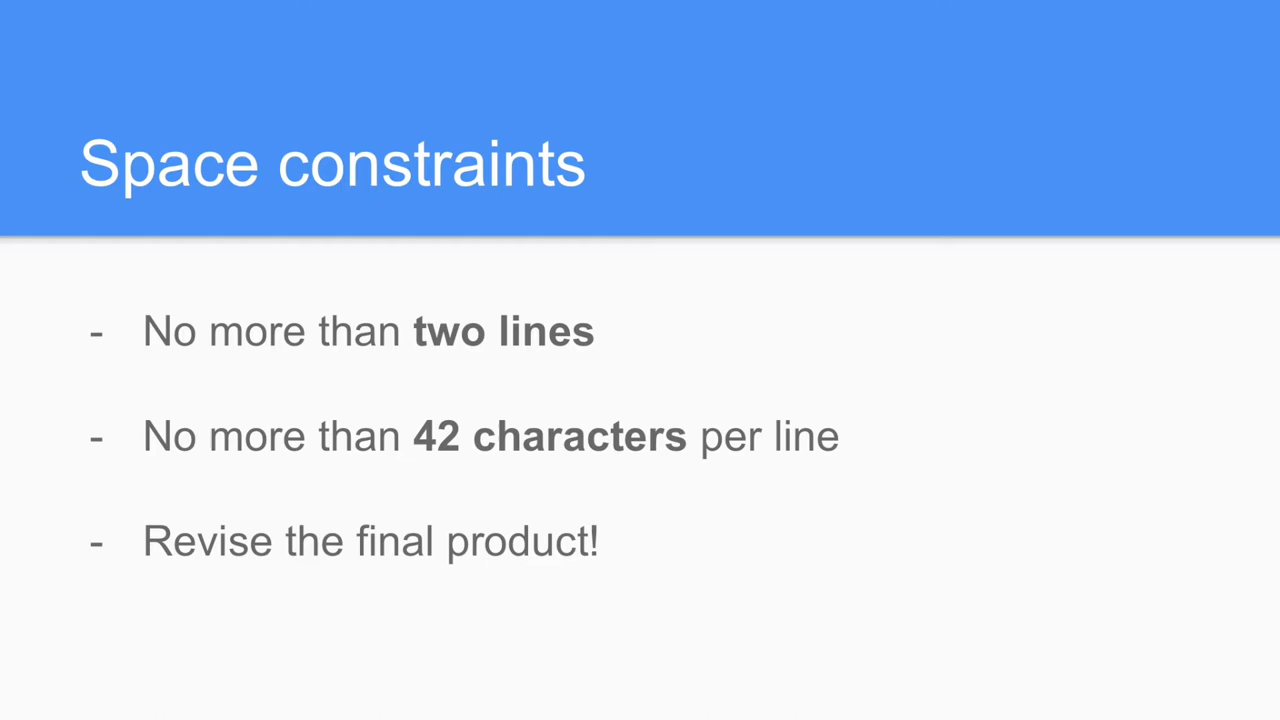 Space constraints
- No more than two lines
- No more than 42 characters per line
- Revise the final product!